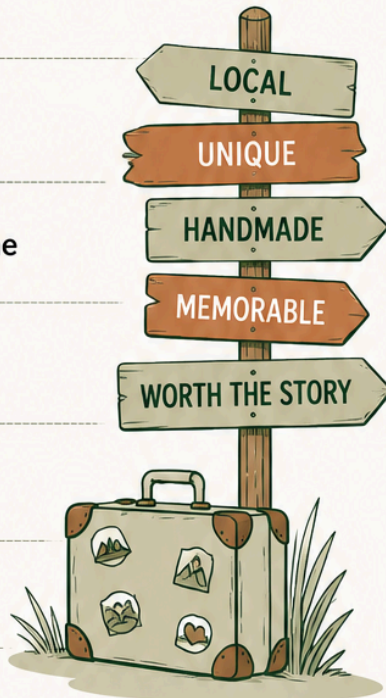 LOCAL
UNIQUE
e
HANDMADE
MEMORABLE
WORTH THE STORY